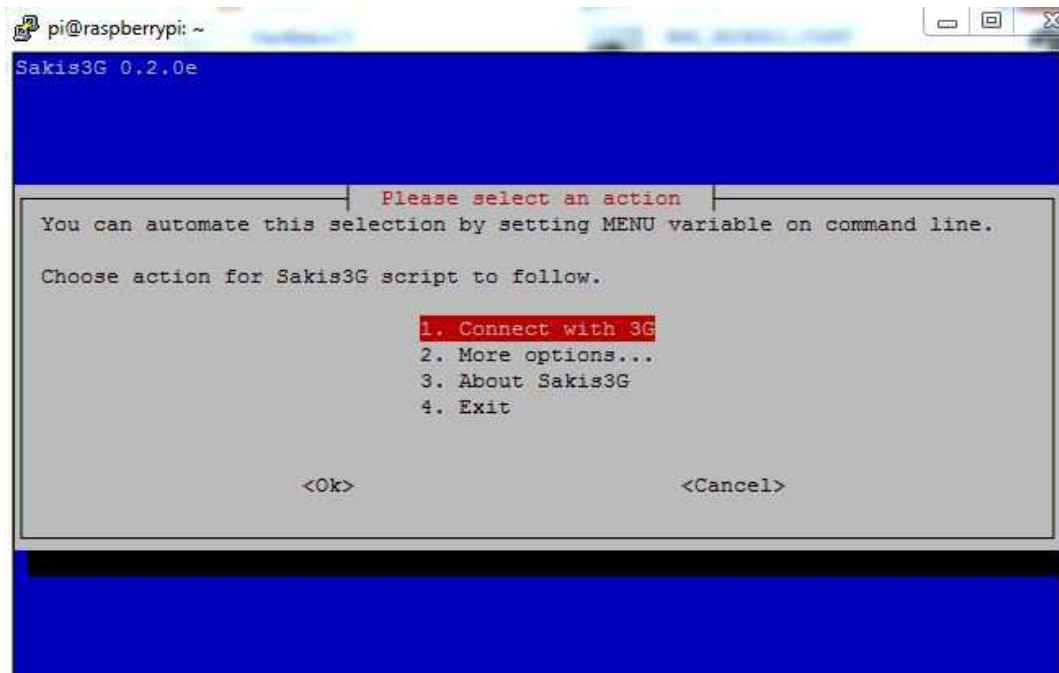 pi@raspberrypi: ~
Sakis3G 0.2.0e
Please select an action
You can automate this selection by setting MENU variable on command line.
Choose action for Sakis3G script to follow.
1. Connect with 3G
2. More options...
3. About Sakis3G
4. Exit
<Ok> <Cancel>